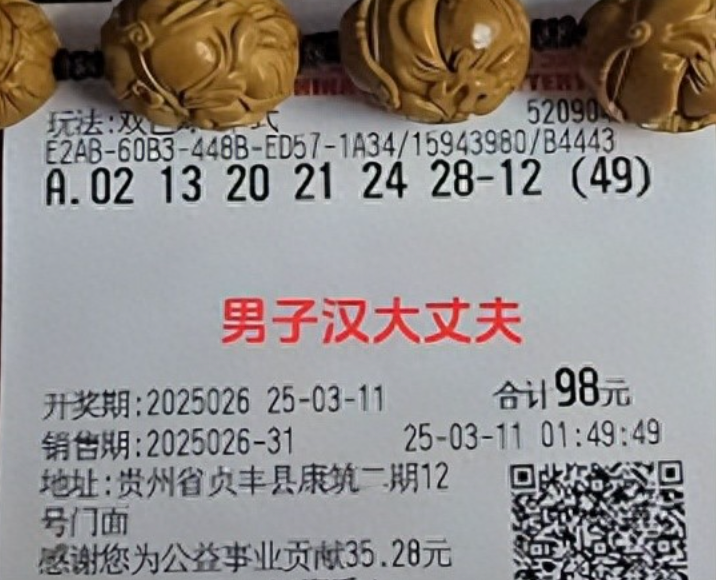 玩法:双色
52090
E2AB-60B3-448B-ED57-1A34/15943980/B4443
A.02 13 20 21 24 28-12 (49)
男子汉大丈夫
开奖期:2025026 25-03-11 合计98元
销售期:2025026-31 25-03-11 01:49:49
地址:贵州省贞丰县康筑二期12
号门面
感谢您为公益事业贡献35.28元